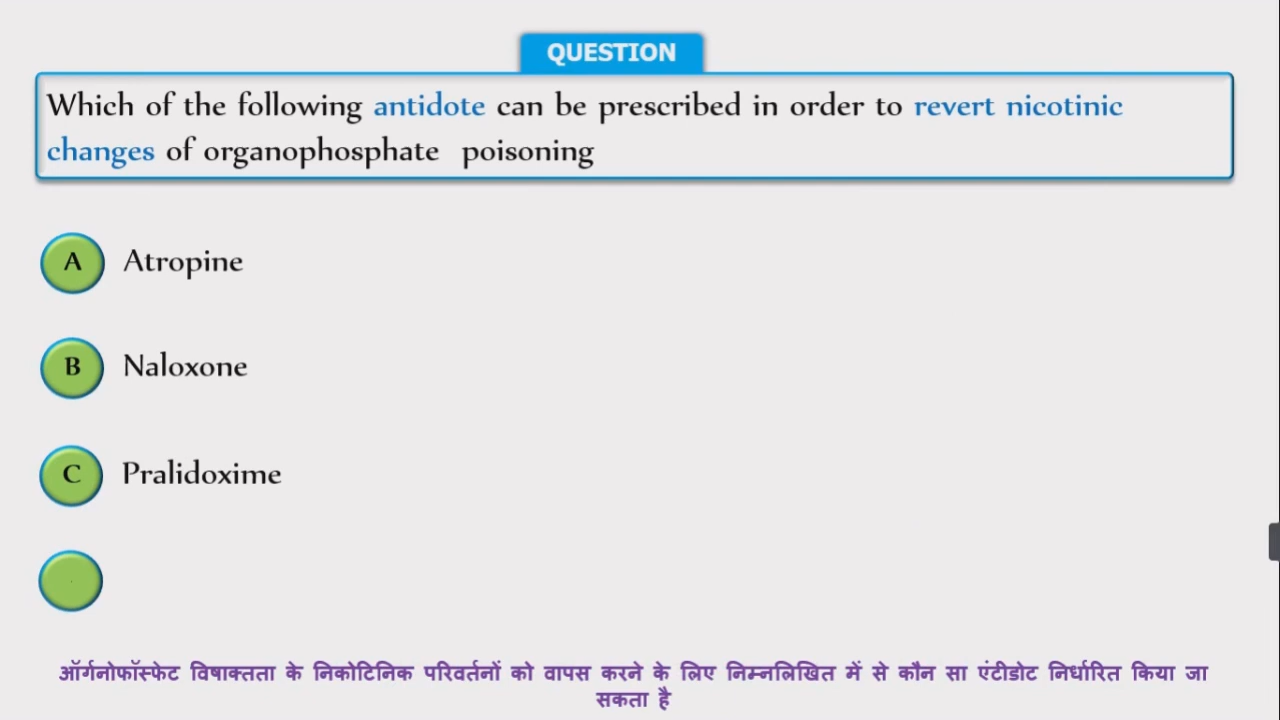 QUESTION
Which of the following antidote can be prescribed in order to revert nicotinic
changes of organophosphate poisoning
A Atropine
B Naloxone
C Pralidoxime
ऑर्गनोफॉस्फेट विषाक्तता के निकोटिनिक परिवर्तनों को वापस करने के लिए निम्नलिखित में से कौन सा एंटीडोट निर्धारित किया जा
सकता है